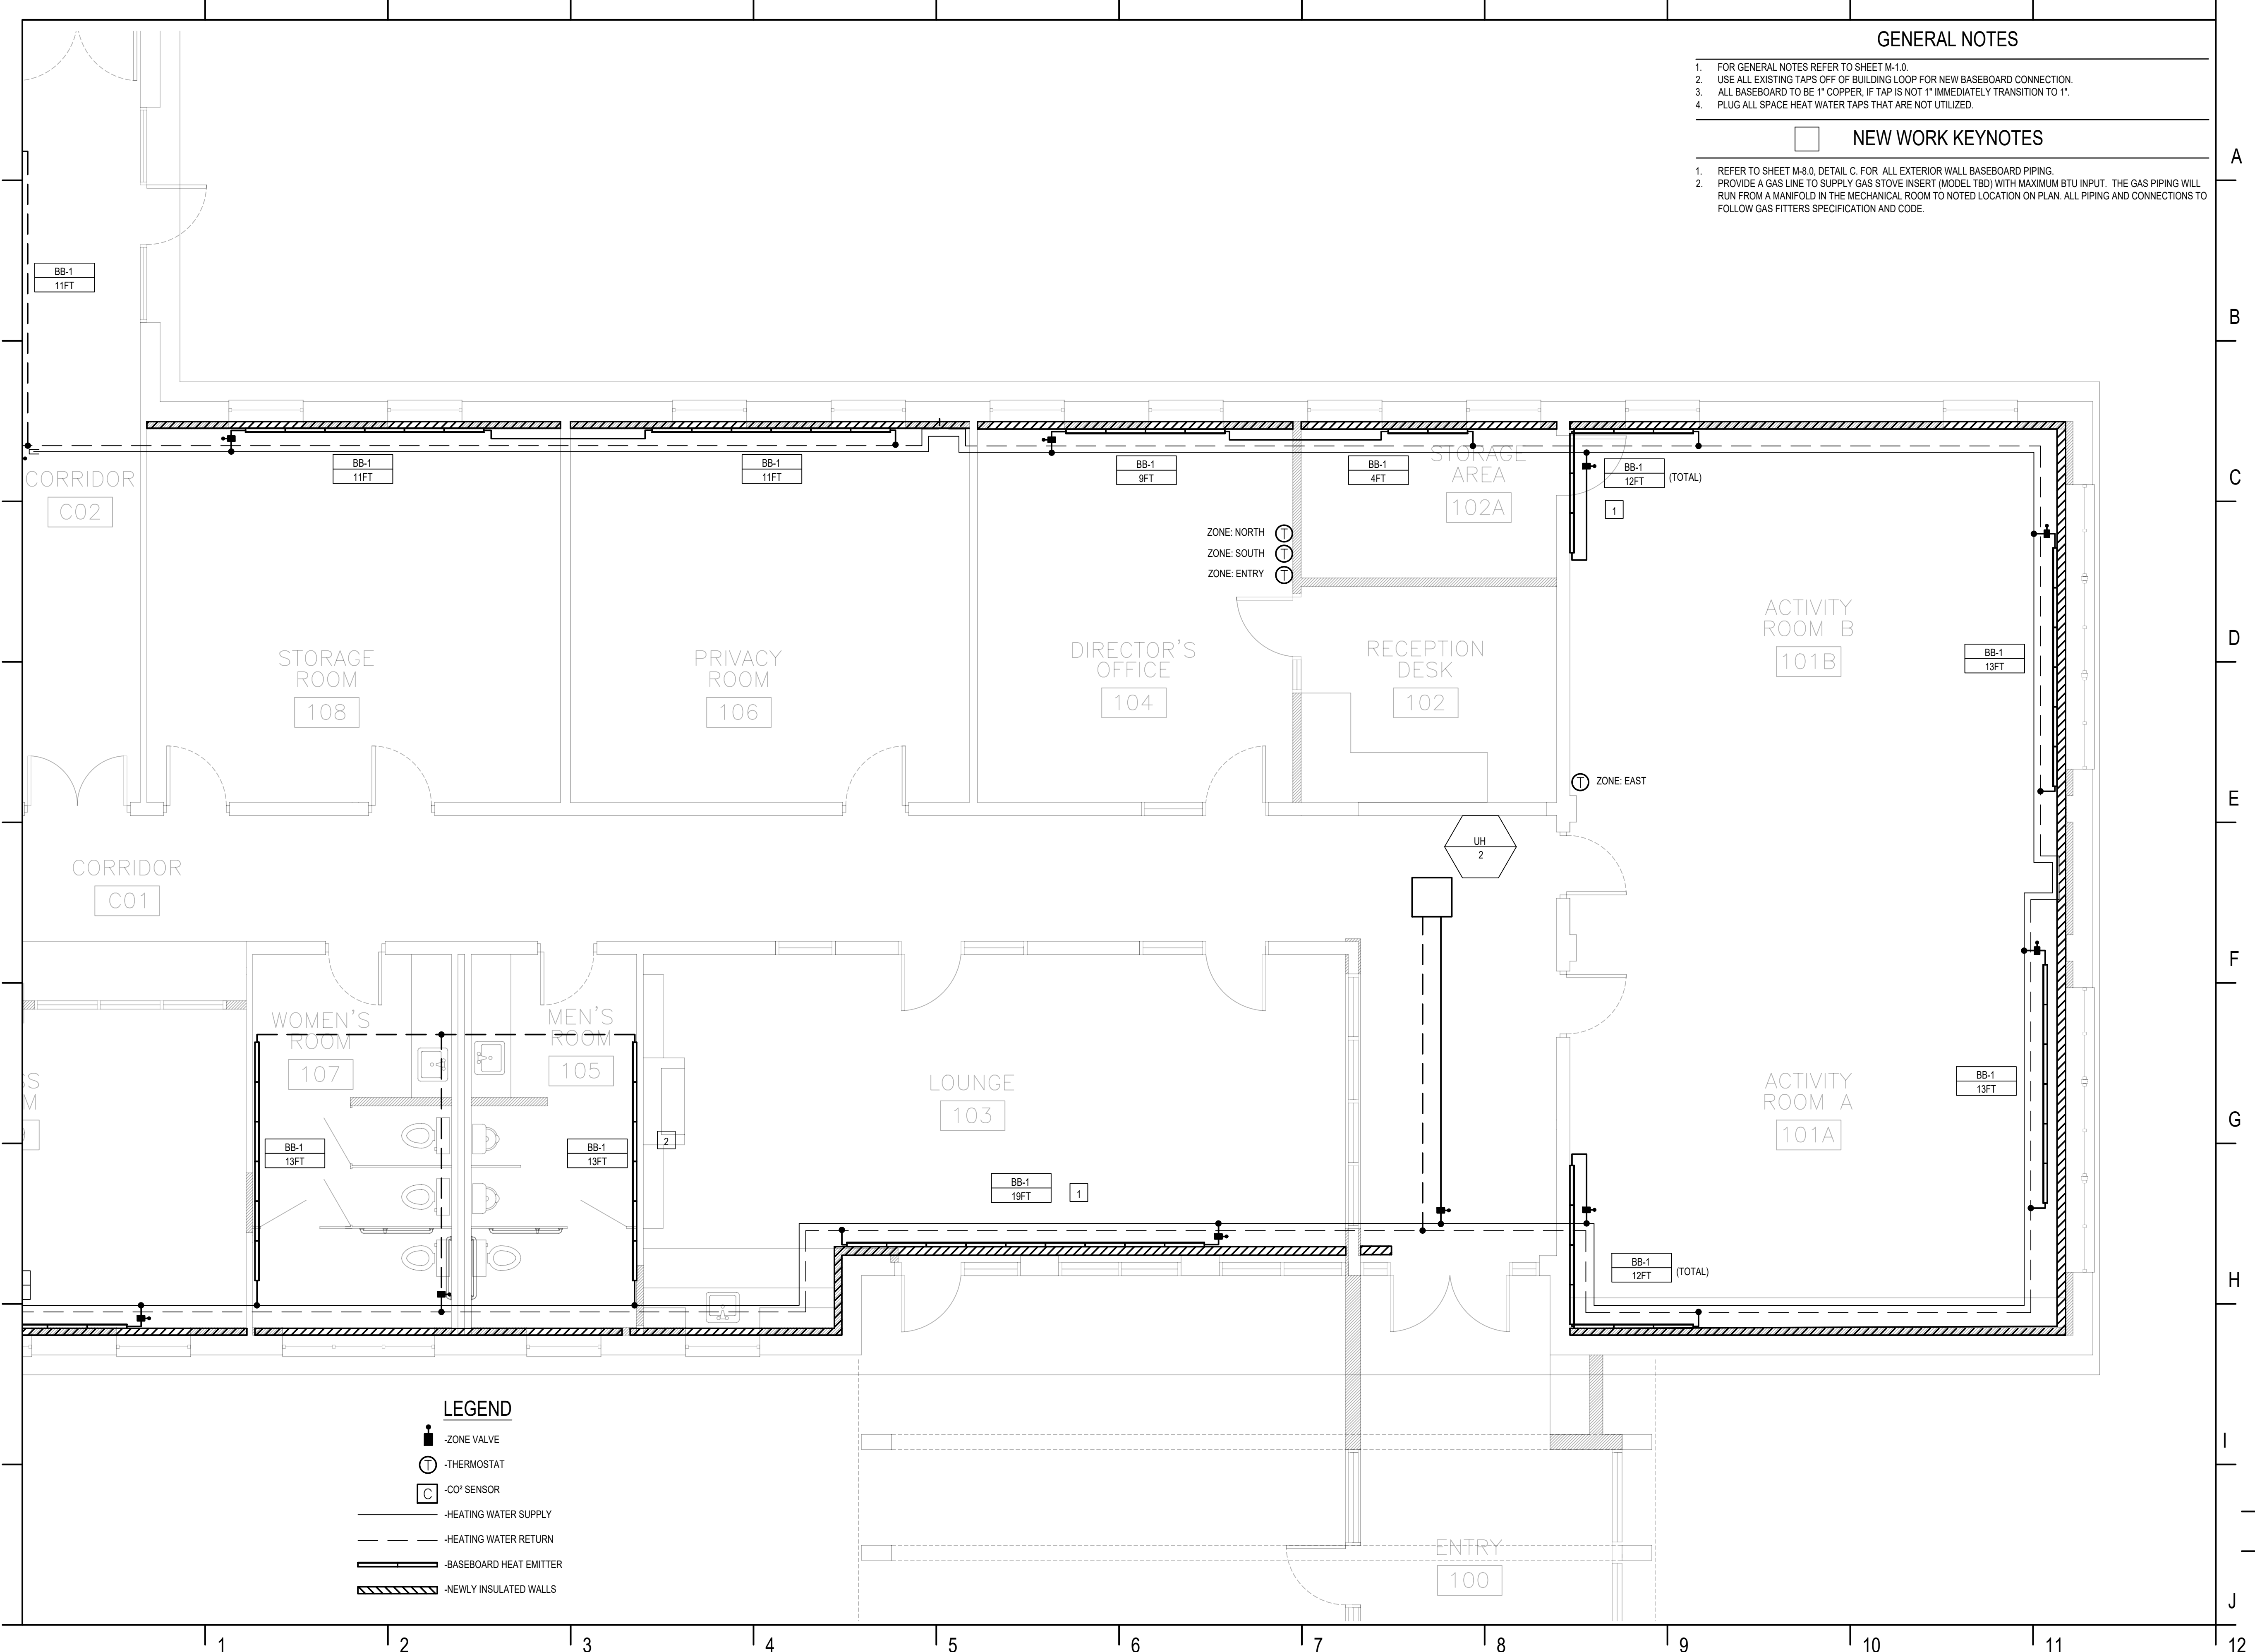 GENERAL NOTES
1. FOR GENERAL NOTES REFER TO SHEET M-1.0.
2. USE ALL EXISTING TAPS OFF OF BUILDING LOOP FOR NEW BASEBOARD CONNECTION.
3. ALL BASEBOARD TO BE 1" COPPER, IF TAP IS NOT 1" IMMEDIATELY TRANSITION TO 1".
4. PLUG ALL SPACE HEAT WATER TAPS THAT ARE NOT UTILIZED.
NEW WORK KEYNOTES
1. REFER TO SHEET M-8.0, DETAIL C. FOR ALL EXTERIOR WALL BASEBOARD PIPING.
2. PROVIDE A GAS LINE TO SUPPLY GAS STOVE INSERT (MODEL TBD) WITH MAXIMUM BTU INPUT. THE GAS PIPING WILL
RUN FROM A MANIFOLD IN THE MECHANICAL ROOM TO NOTED LOCATION ON PLAN. ALL PIPING AND CONNECTIONS TO
FOLLOW GAS FITTERS SPECIFICATION AND CODE.
A
B
C
D
E
F
G
H
I
J
BB-1
11FT
BB-1
11FT
BB-1
11FT
BB-1
9FT
BB-1
4FT
BB-1
12FT
(TOTAL)
1
CORRIDOR
C02
STORAGE
AREA
102A
ZONE: NORTH T
ZONE: SOUTH T
ZONE: ENTRY T
STORAGE
ROOM
108
PRIVACY
ROOM
106
DIRECTOR'S
OFFICE
104
RECEPTION
DESK
102
ACTIVITY
ROOM B
101B
BB-1
13FT
T ZONE: EAST
UH
2
CORRIDOR
C01
WOMEN'S
ROOM
107
MEN'S
ROOM
105
LOUNGE
103
ACTIVITY
ROOM A
101A
BB-1
13FT
S
M
BB-1
13FT
BB-1
13FT
2
BB-1
19FT
1
BB-1
12FT
(TOTAL)
LEGEND
-ZONE VALVE
T -THERMOSTAT
C -CO² SENSOR
-HEATING WATER SUPPLY
-HEATING WATER RETURN
-BASEBOARD HEAT EMITTER
-NEWLY INSULATED WALLS
ENTRY
100
1 2 3 4 5 6 7 8 9 10 11 12